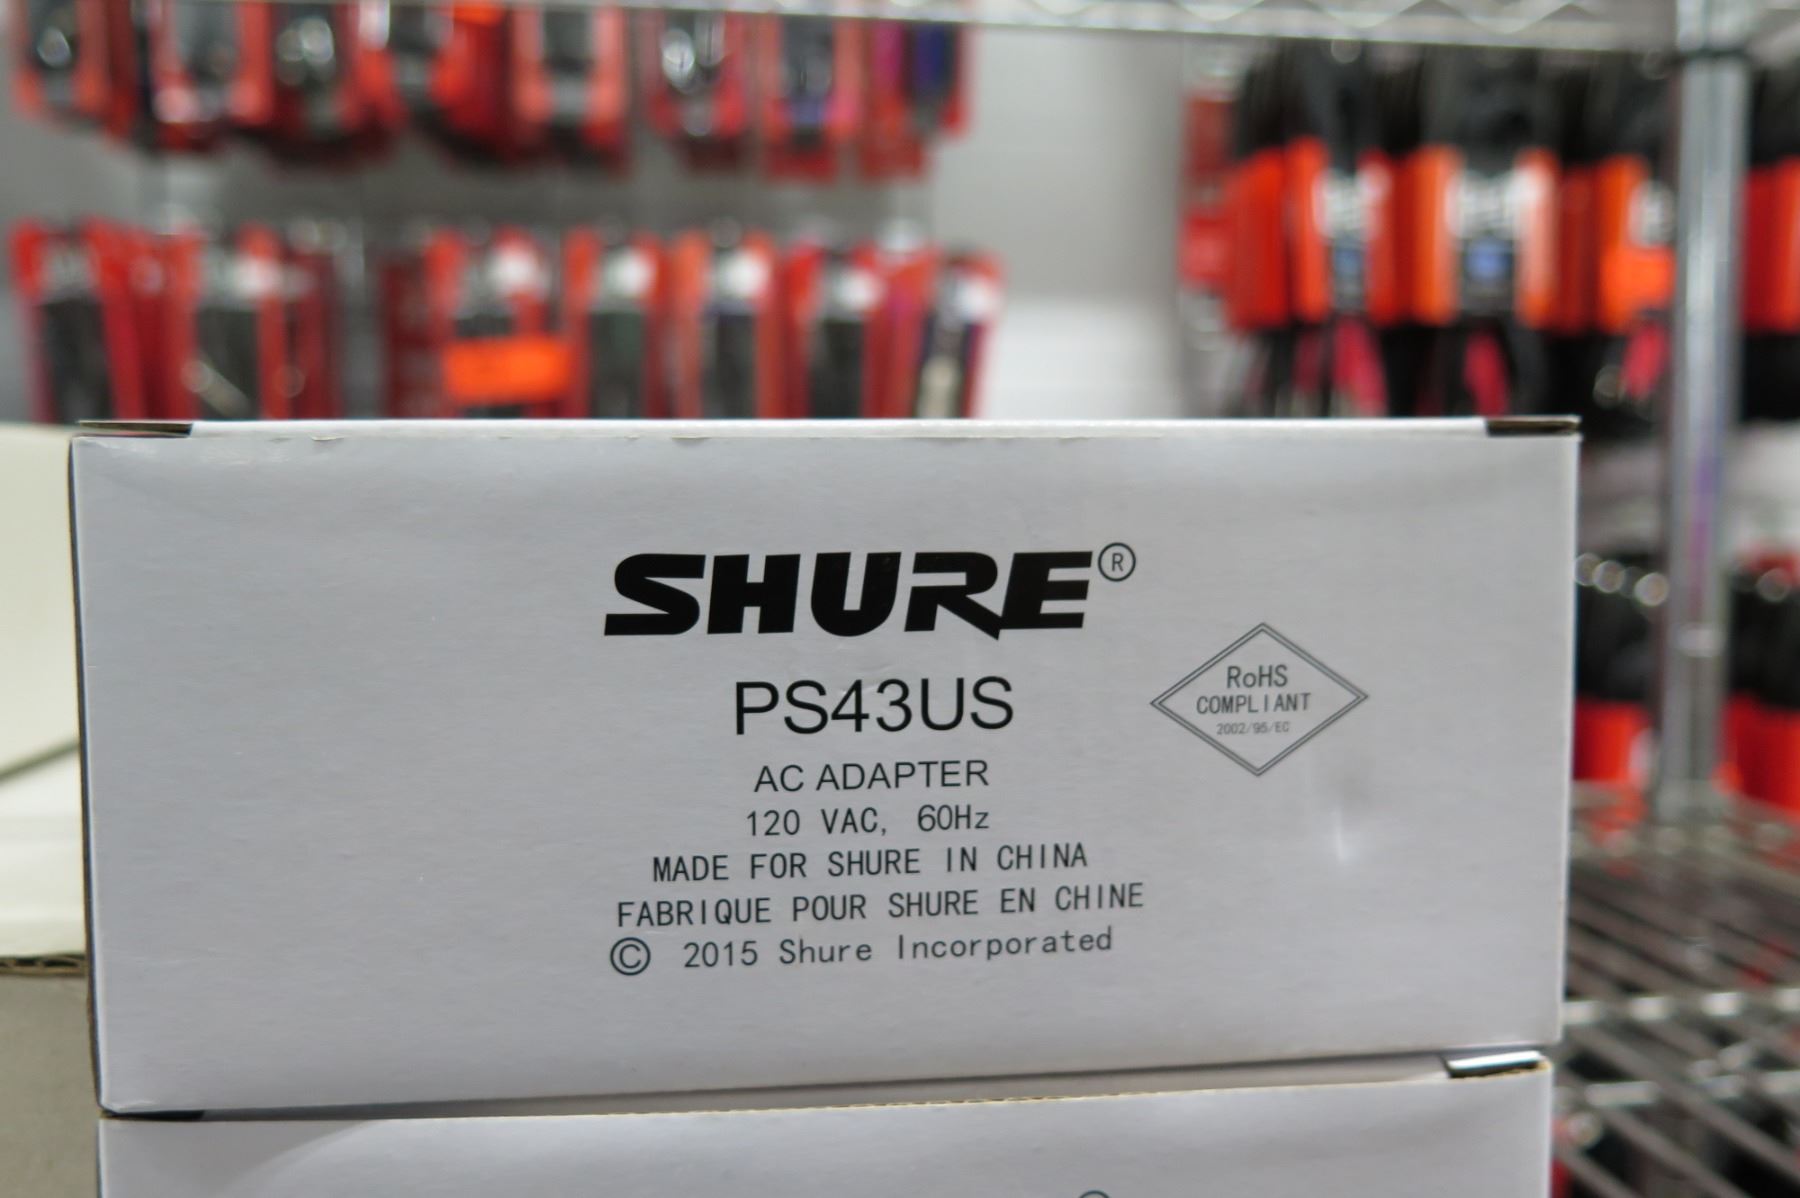 SHURE®
PS43US
AC ADAPTER
120 VAC, 60Hz
MADE FOR SHURE IN CHINA
FABRIQUE POUR SHURE EN CHINE
© 2015 Shure Incorporated
RoHS
COMPLIANT
2002/95/EC